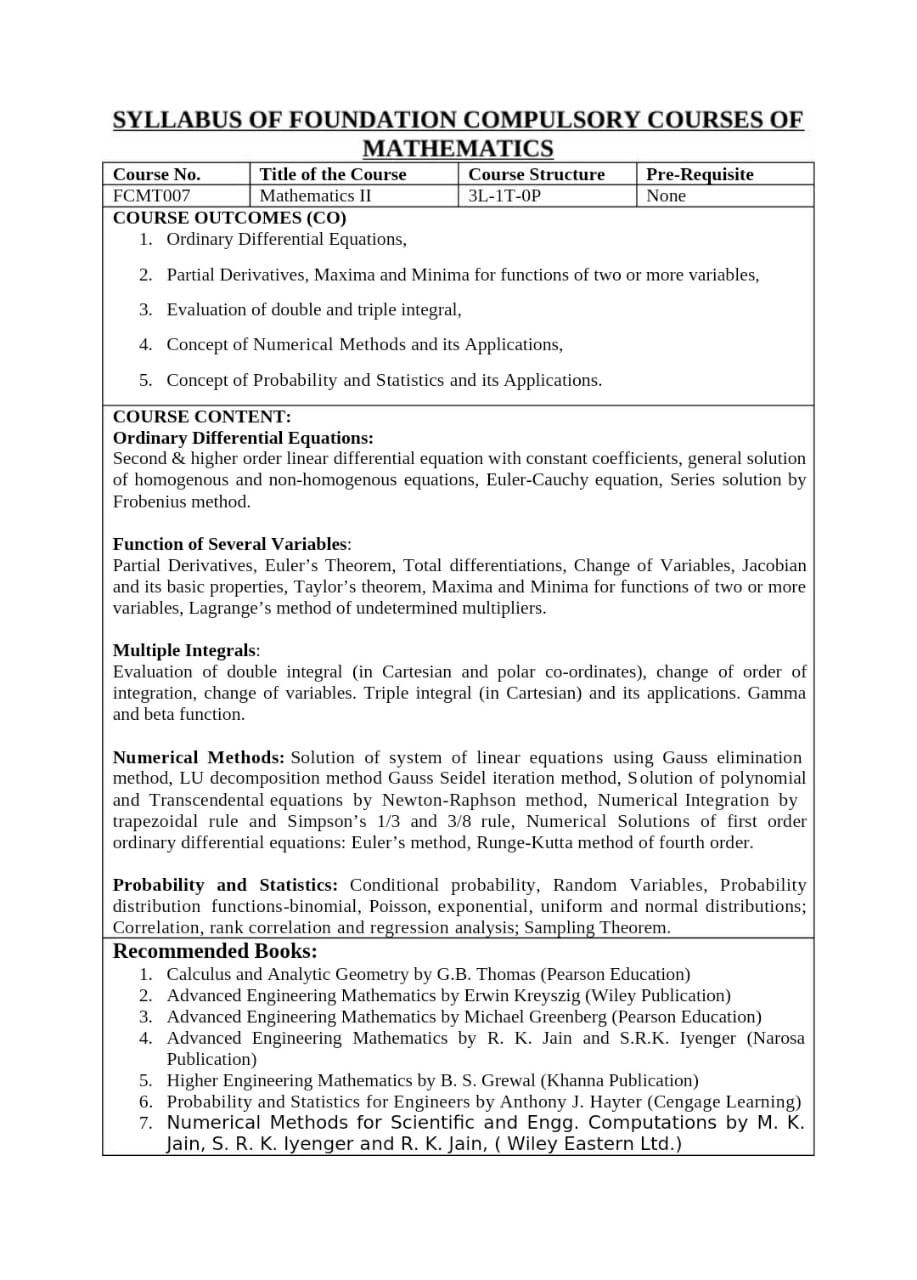 SYLLABUS OF FOUNDATION COMPULSORY COURSES OF
MATHEMATICS
Course No. Title of the Course Course Structure Pre-Requisite
FCMT007 Mathematics II 3L-1T-0P None
COURSE OUTCOMES (CO)
1. Ordinary Differential Equations,
2. Partial Derivatives, Maxima and Minima for functions of two or more variables,
3. Evaluation of double and triple integral,
4. Concept of Numerical Methods and its Applications,
5. Concept of Probability and Statistics and its Applications.
COURSE CONTENT:
Ordinary Differential Equations:
Second & higher order linear differential equation with constant coefficients, general solution
of homogenous and non-homogenous equations, Euler-Cauchy equation, Series solution by
Frobenius method.
Function of Several Variables:
Partial Derivatives, Euler’s Theorem, Total differentiations, Change of Variables, Jacobian
and its basic properties, Taylor’s theorem, Maxima and Minima for functions of two or more
variables, Lagrange’s method of undetermined multipliers.
Multiple Integrals:
Evaluation of double integral (in Cartesian and polar co-ordinates), change of order of
integration, change of variables. Triple integral (in Cartesian) and its applications. Gamma
and beta function.
Numerical Methods: Solution of system of linear equations using Gauss elimination
method, LU decomposition method Gauss Seidel iteration method, Solution of polynomial
and Transcendental equations by Newton-Raphson method, Numerical Integration by
trapezoidal rule and Simpson’s 1/3 and 3/8 rule, Numerical Solutions of first order
ordinary differential equations: Euler’s method, Runge-Kutta method of fourth order.
Probability and Statistics: Conditional probability, Random Variables, Probability
distribution functions-binomial, Poisson, exponential, uniform and normal distributions;
Correlation, rank correlation and regression analysis; Sampling Theorem.
Recommended Books:
1. Calculus and Analytic Geometry by G.B. Thomas (Pearson Education)
2. Advanced Engineering Mathematics by Erwin Kreyszig (Wiley Publication)
3. Advanced Engineering Mathematics by Michael Greenberg (Pearson Education)
4. Advanced Engineering Mathematics by R. K. Jain and S.R.K. Iyenger (Narosa
Publication)
5. Higher Engineering Mathematics by B. S. Grewal (Khanna Publication)
6. Probability and Statistics for Engineers by Anthony J. Hayter (Cengage Learning)
7. Numerical Methods for Scientific and Engg. Computations by M. K.
Jain, S. R. K. Iyenger and R. K. Jain, ( Wiley Eastern Ltd.)